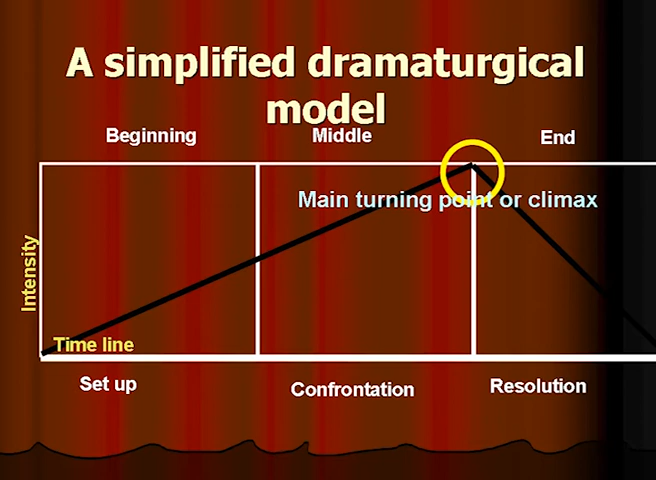 A simplified dramaturgical
model
Beginning
Middle
End
Main turning point or climax
Intensity
Time line
Set up
Confrontation
Resolution